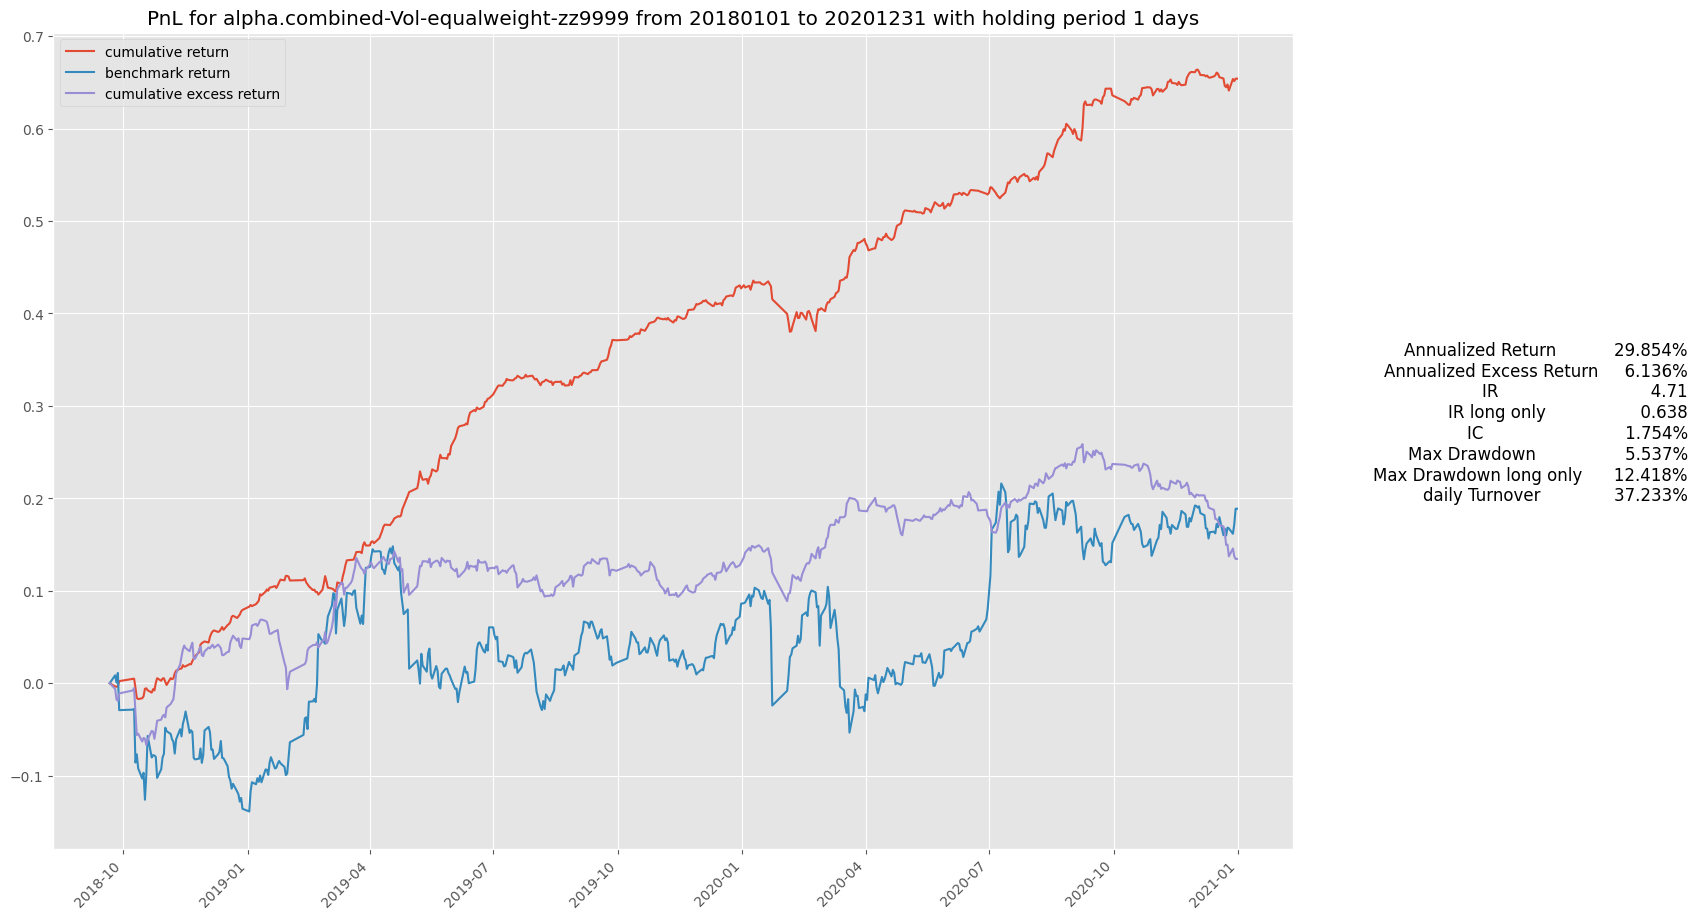 PnL for alpha.combined-Vol-equalweight-zz9999 from 20180101 to 20201231 with holding period 1 days
cumulative return
benchmark return
cumulative excess return
0.7
0.6
0.5
0.4
0.3
0.2
0.1
0.0
−0.1
2018-10
2019-01
2019-04
2019-07
2019-10
2020-01
2020-04
2020-07
2020-10
2021-01
Annualized Return 29.854%
Annualized Excess Return 6.136%
IR 4.71
IR long only 0.638
IC 1.754%
Max Drawdown 5.537%
Max Drawdown long only 12.418%
daily Turnover 37.233%